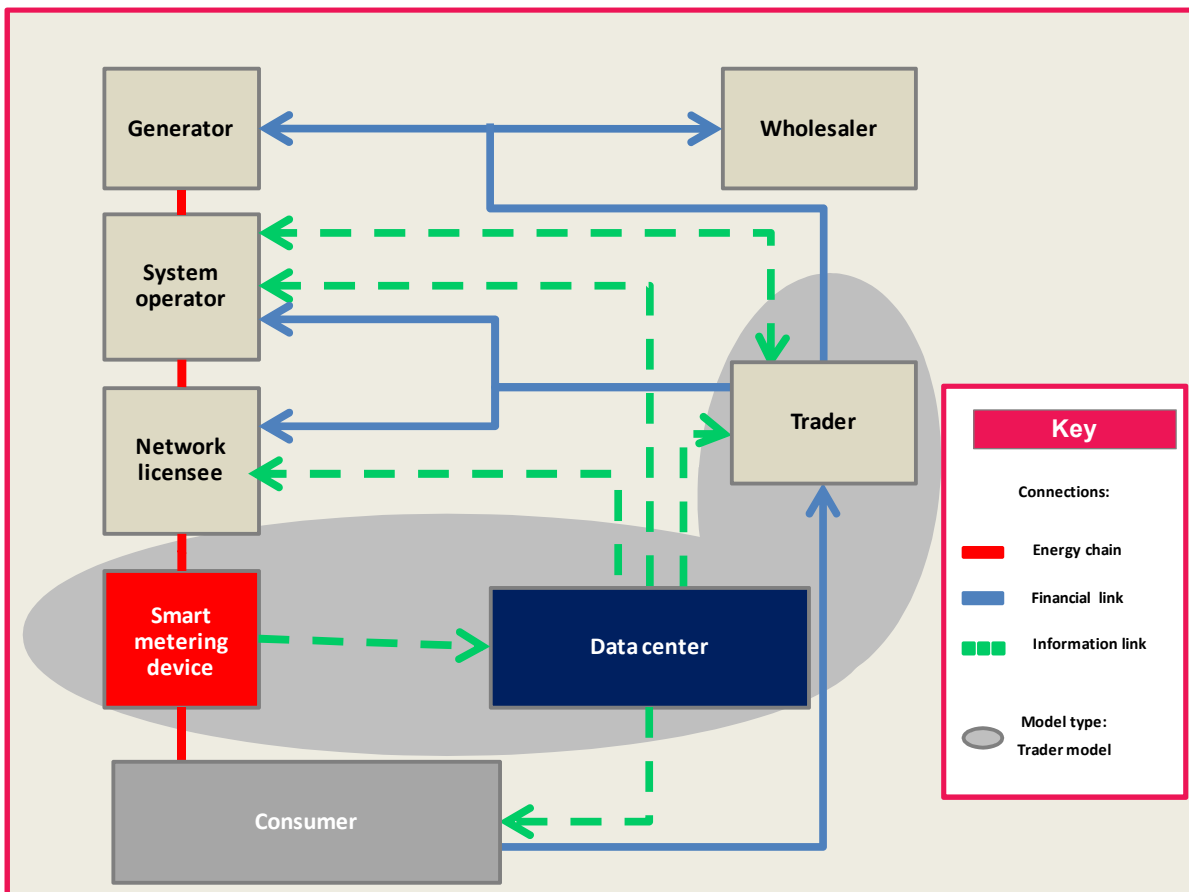 Generator
Wholesaler
System
operator
Trader
Network
licensee
Smart
metering
device
Data center
Consumer
Key
Connections:
Energy chain
Financial link
Information link
Model type:
Trader model